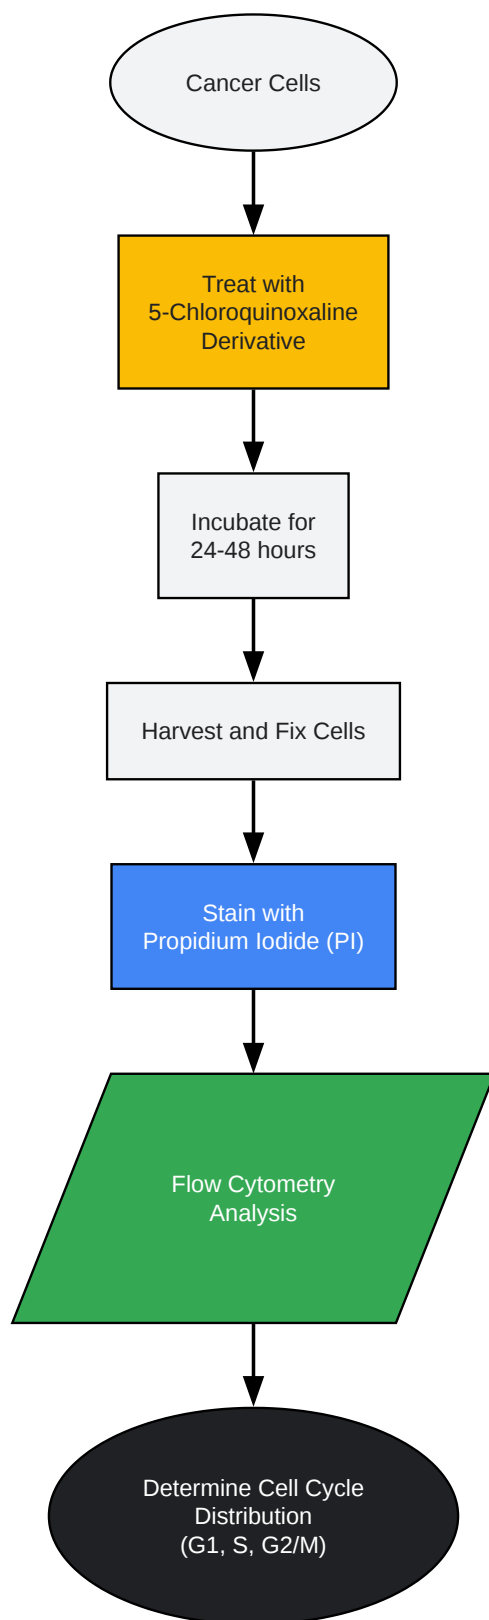 Cancer Cells
Treat with
5-Chloroquinoxaline
Derivative
Incubate for
24-48 hours
Harvest and Fix Cells
Stain with
Propidium Iodide (PI)
Flow Cytometry
Analysis
Determine Cell Cycle
Distribution
(G1, S, G2/M)